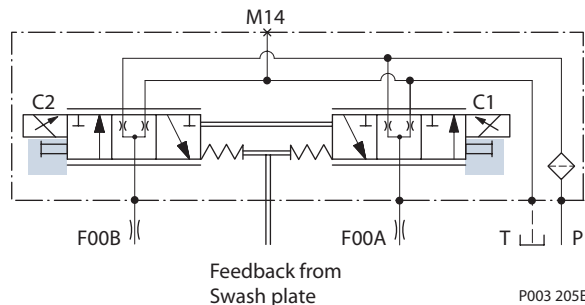 M14
C2
C1
F00B
F00A
T
P
Feedback from
Swash plate
P003 205E